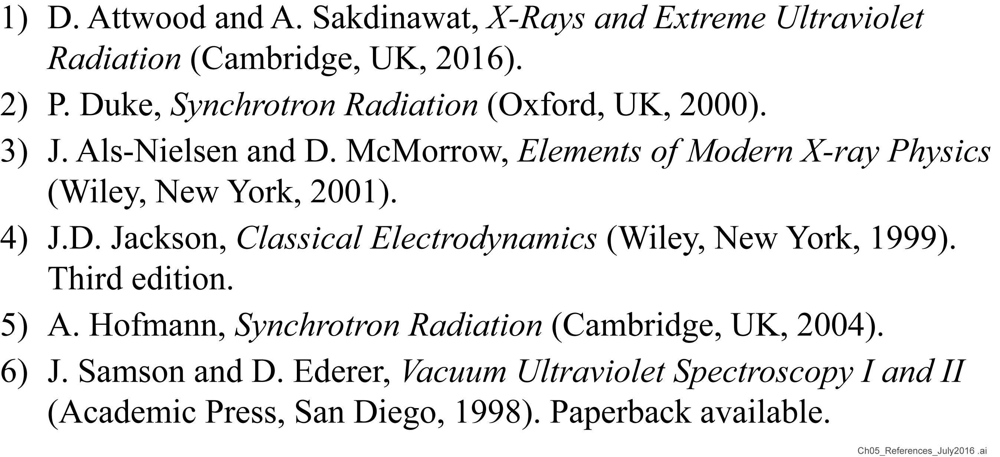 1) D. Attwood and A. Sakdinawat, X-Rays and Extreme Ultraviolet
Radiation (Cambridge, UK, 2016).
2) P. Duke, Synchrotron Radiation (Oxford, UK, 2000).
3) J. Als-Nielsen and D. McMorrow, Elements of Modern X-ray Physics
(Wiley, New York, 2001).
4) J.D. Jackson, Classical Electrodynamics (Wiley, New York, 1999).
Third edition.
5) A. Hofmann, Synchrotron Radiation (Cambridge, UK, 2004).
6) J. Samson and D. Ederer, Vacuum Ultraviolet Spectroscopy I and II
(Academic Press, San Diego, 1998). Paperback available.
Ch05_References_July2016 .ai